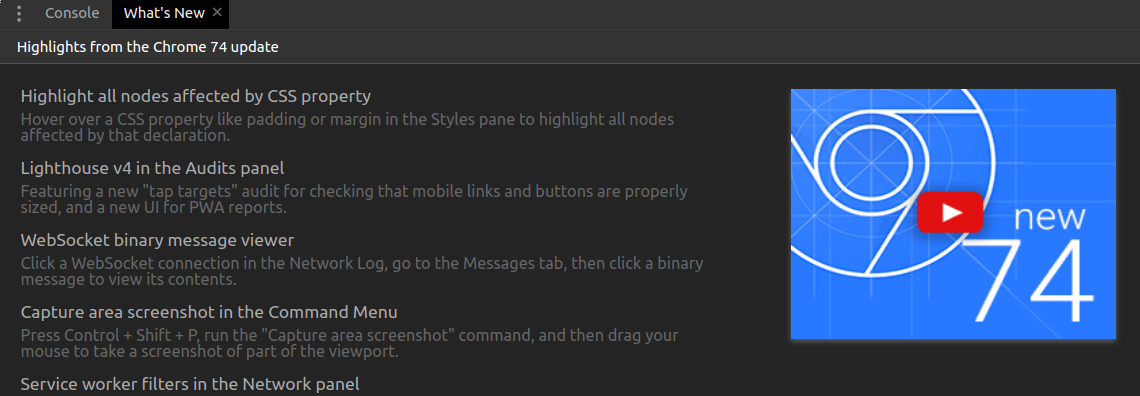 Console What's New ×
Highlights from the Chrome 74 update
Highlight all nodes affected by CSS property
Hover over a CSS property like padding or margin in the Styles pane to highlight all nodes
affected by that declaration.
Lighthouse v4 in the Audits panel
Featuring a new "tap targets" audit for checking that mobile links and buttons are properly
sized, and a new UI for PWA reports.
WebSocket binary message viewer
Click a WebSocket connection in the Network Log, go to the Messages tab, then click a binary
message to view its contents.
Capture area screenshot in the Command Menu
Press Control + Shift + P, run the "Capture area screenshot" command, and then drag your
mouse to take a screenshot of part of the viewport.
Service worker filters in the Network panel
new
74